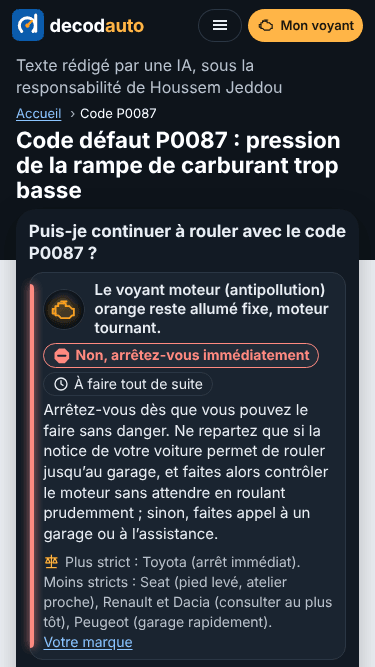 decodauto
Mon voyant
Texte rédigé par une IA, sous la
responsabilité de Houssem Jeddou
Accueil › Code P0087
Code défaut P0087 : pression
de la rampe de carburant trop
basse
Puis-je continuer à rouler avec le code
P0087 ?
Le voyant moteur (antipollution)
orange reste allumé fixe, moteur
tournant.
Non, arrêtez-vous immédiatement
À faire tout de suite
Arrêtez-vous dès que vous pouvez le
faire sans danger. Ne repartez que si la
notice de votre voiture permet de rouler
jusqu’au garage, et faites alors contrôler
le moteur sans attendre en roulant
prudemment ; sinon, faites appel à un
garage ou à l’assistance.
Plus strict : Toyota (arrêt immédiat).
Moins stricts : Seat (pied levé, atelier
proche), Renault et Dacia (consulter au plus
tôt), Peugeot (garage rapidement).
Votre marque